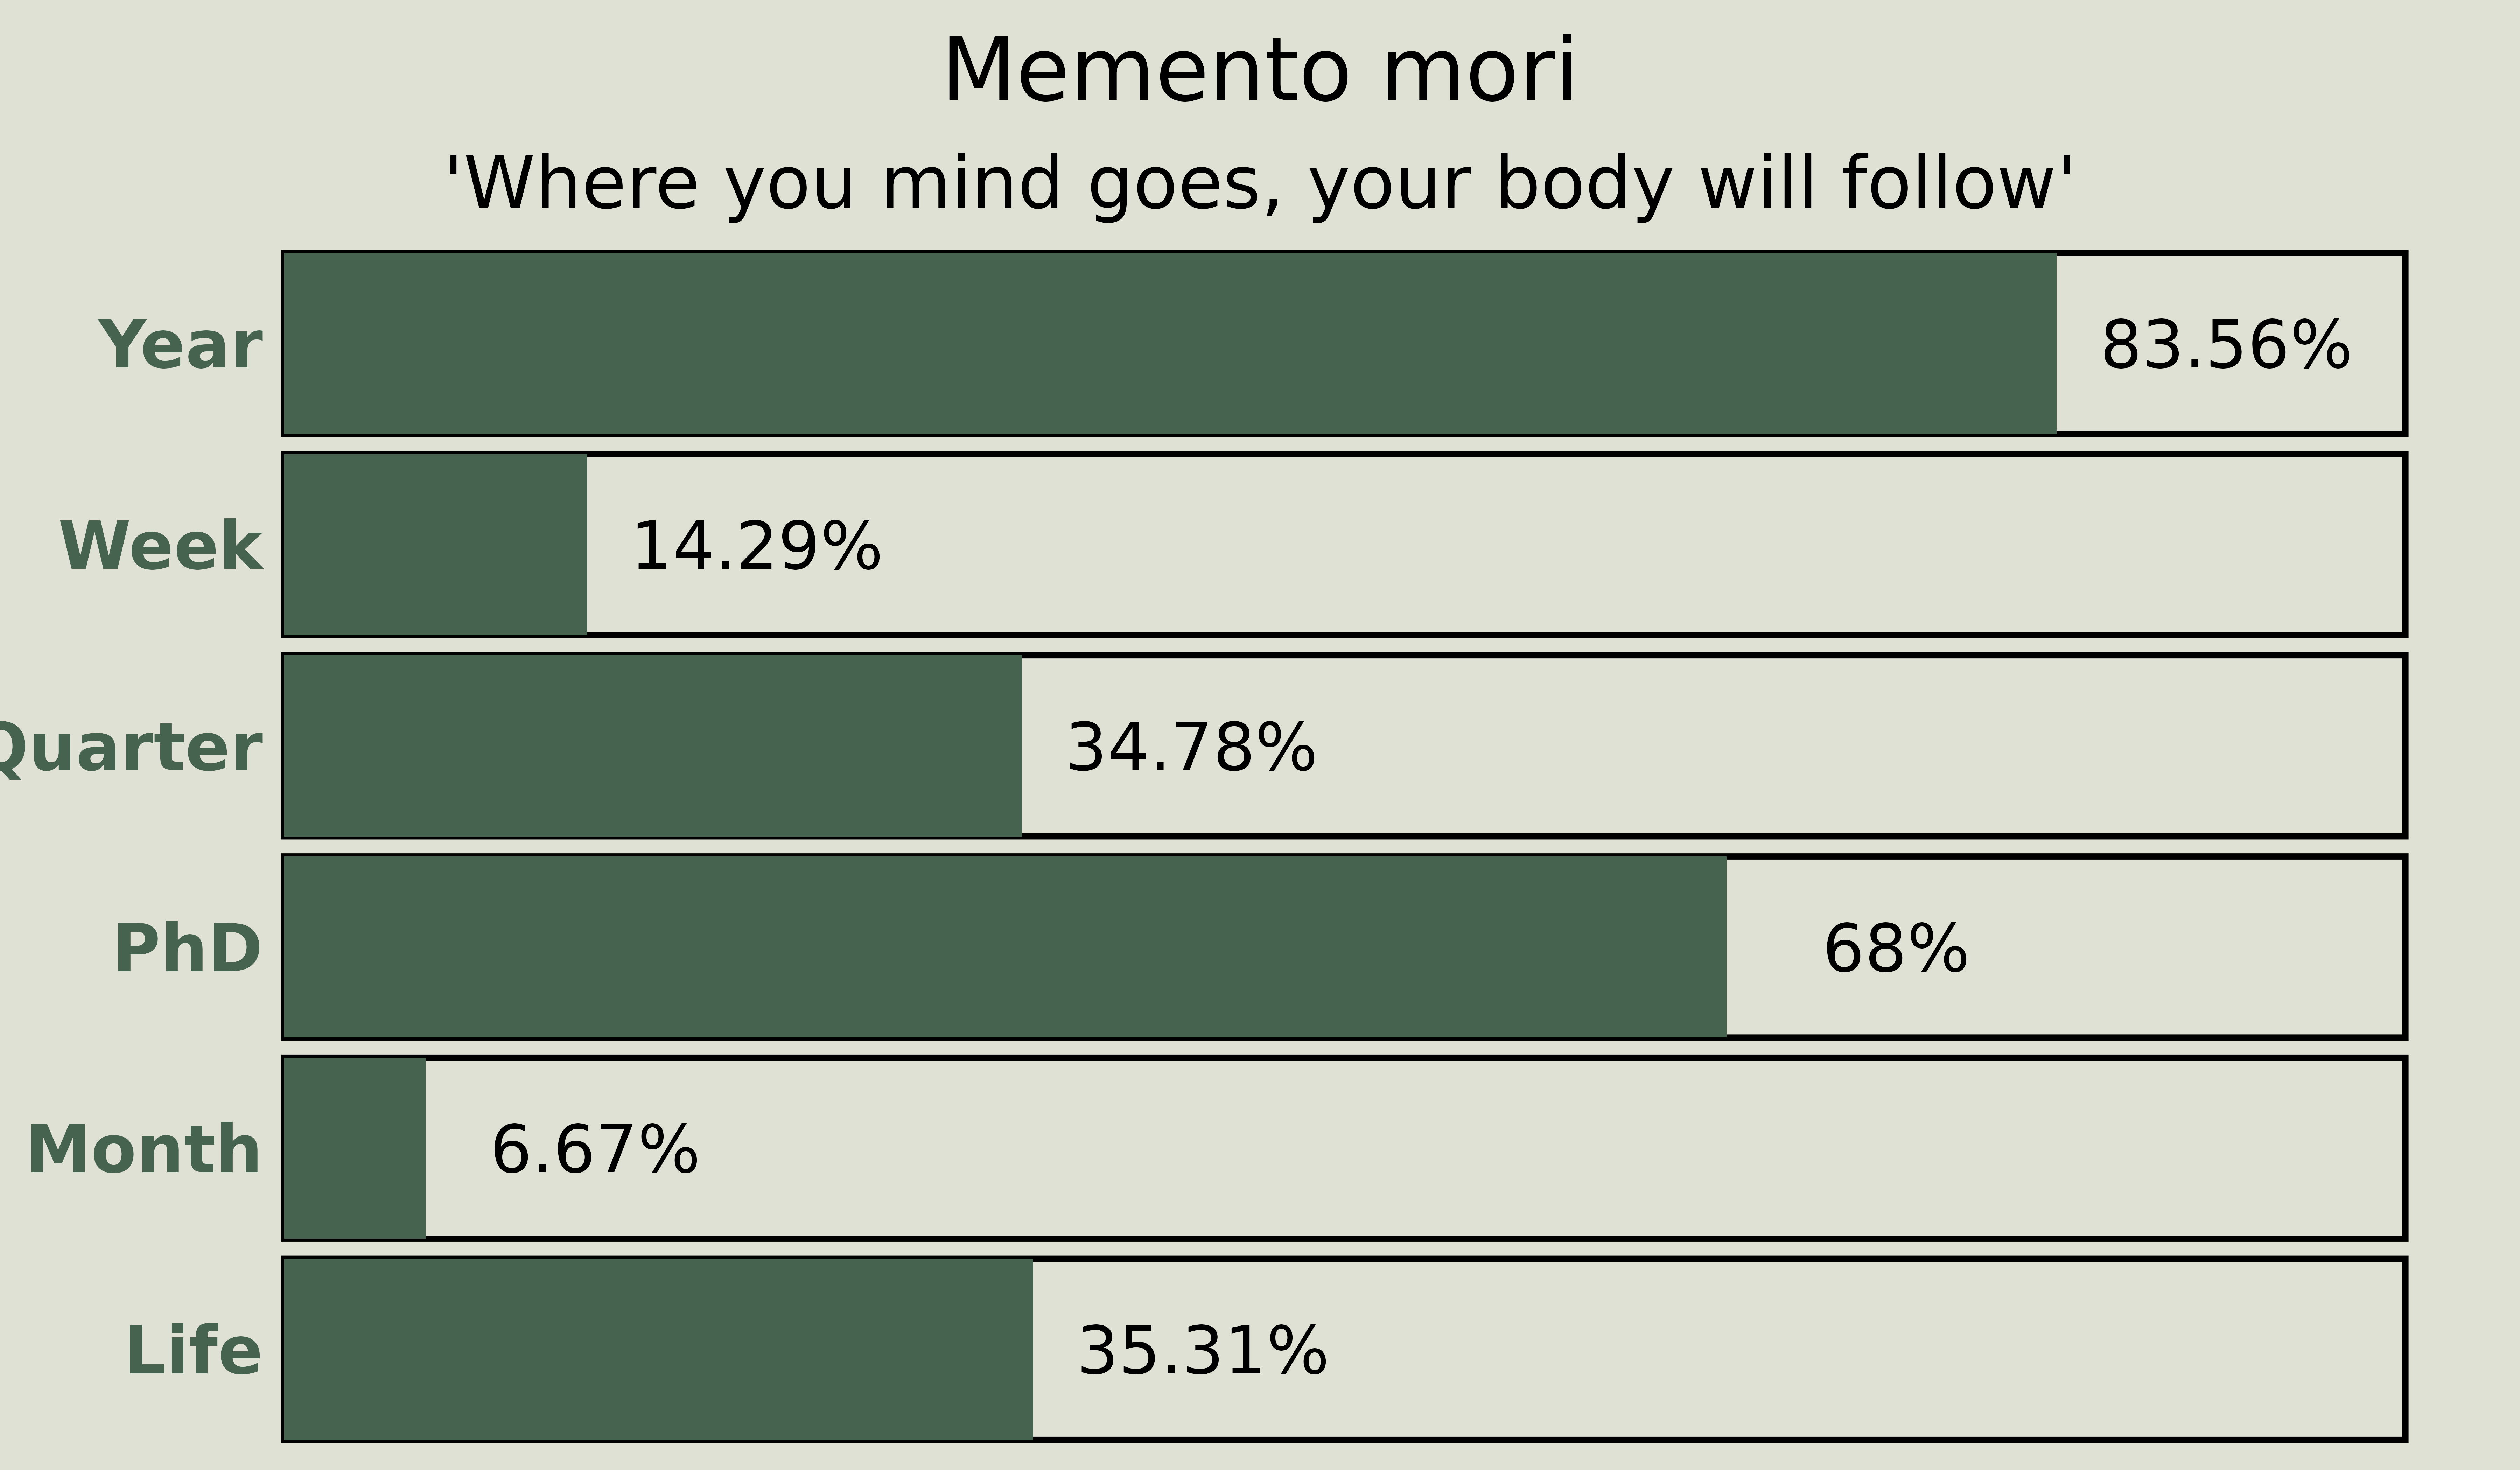 Memento mori
'Where you mind goes, your body will follow'
Year 83.56%
Week 14.29%
Quarter 34.78%
PhD 68%
Month 6.67%
Life 35.31%